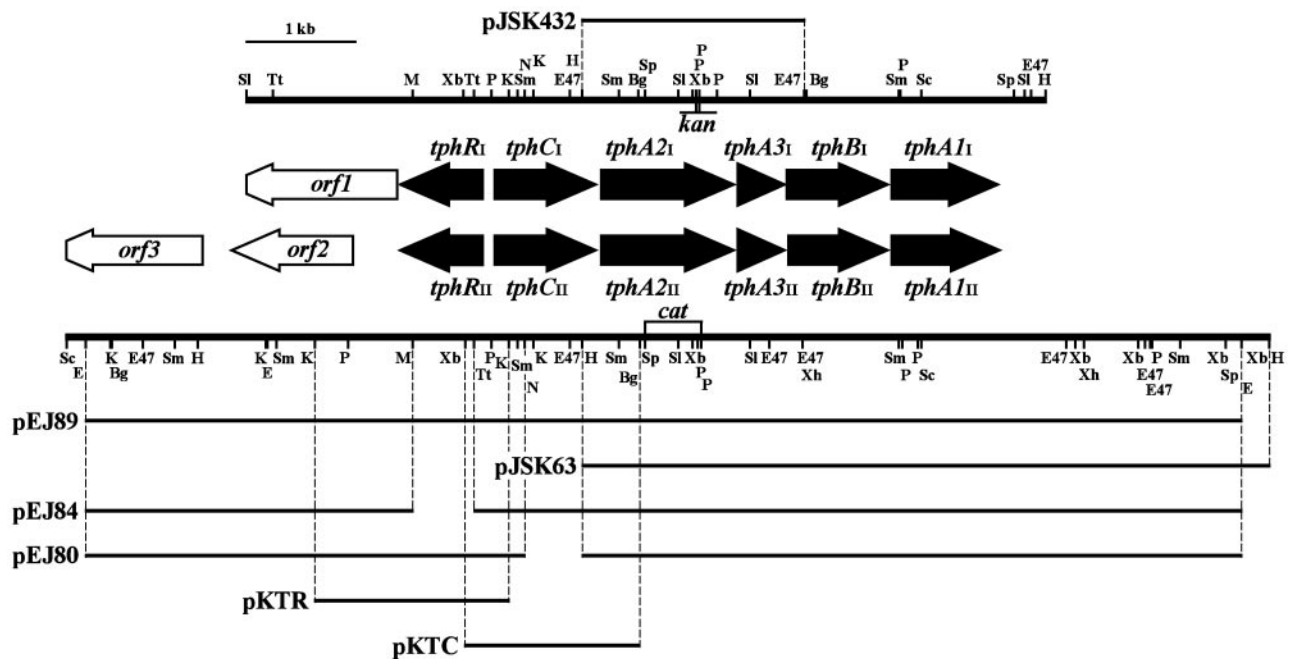 pJSK432
1 kb
P
K H P E47
N Sp P
Sl Tt M Xb Tt P K Sm E47 Sm Bg Sl Xb P Sl E47 Bg Sm Sc Sp Sl H
kan
tphRI tphCI tphA2I tphA3I tphBI tphA1I
orf1
orf3 orf2
tphRII tphCII tphA2II tphA3II tphBII tphA1II
cat
Sc K E47 Sm H K Sm K P M Xb P K Sm K E47 H Sm Sp Sl Xb Sl E47 E47 Sm P E47 Xb Xb P Sm Xb Xb H
E Bg E Tt N Bg P P Xh P Sc Xh E47 E47 Sp E
pEJ89
pJSK63
pEJ84
pEJ80
pKTR
pKTC